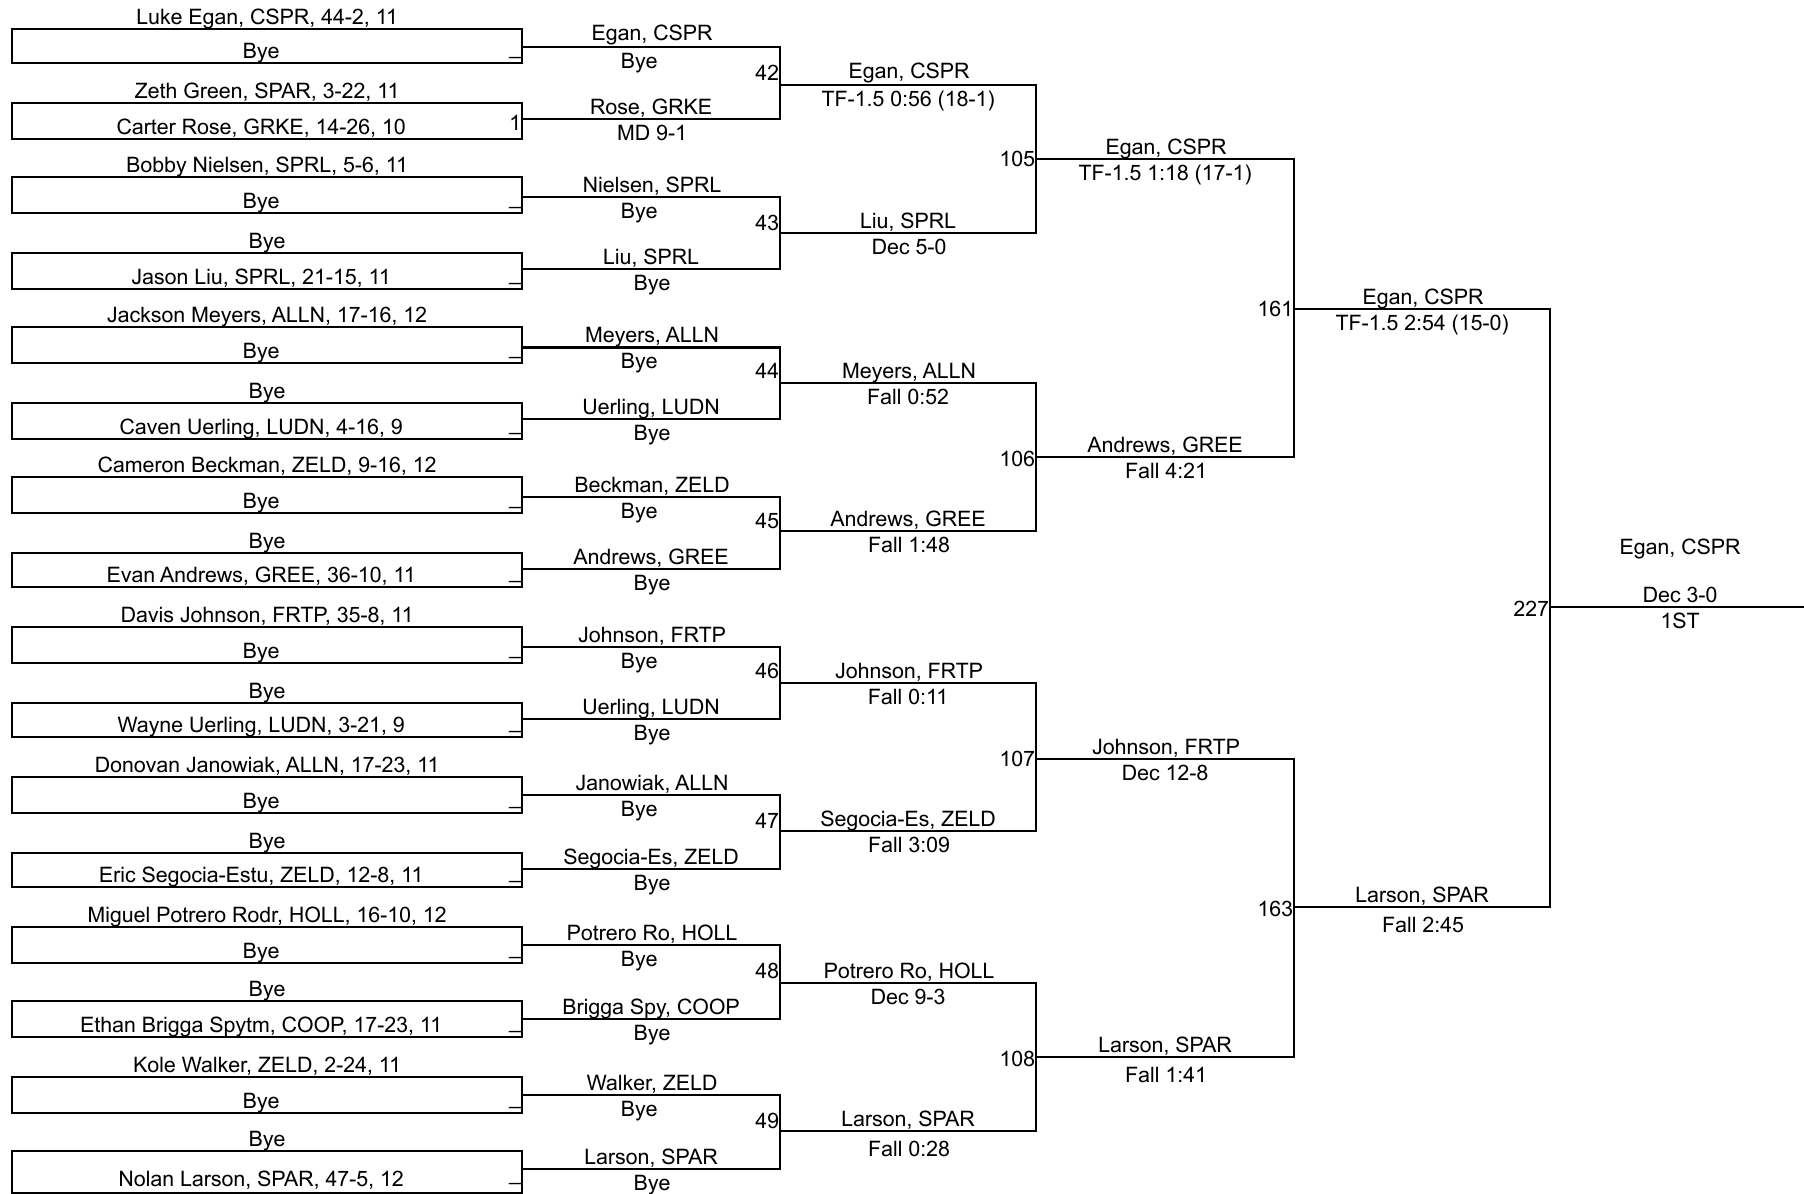 Luke Egan, CSPR, 44-2, 11
Bye
Zeth Green, SPAR, 3-22, 11
Carter Rose, GRKE, 14-26, 10
1
Bobby Nielsen, SPRL, 5-6, 11
Bye
Bye
Jason Liu, SPRL, 21-15, 11
Jackson Meyers, ALLN, 17-16, 12
Bye
Bye
Caven Uerling, LUDN, 4-16, 9
Cameron Beckman, ZELD, 9-16, 12
Bye
Bye
Evan Andrews, GREE, 36-10, 11
Davis Johnson, FRTP, 35-8, 11
Bye
Bye
Wayne Uerling, LUDN, 3-21, 9
Donovan Janowiak, ALLN, 17-23, 11
Bye
Bye
Eric Segocia-Estu, ZELD, 12-8, 11
Miguel Potrero Rodr, HOLL, 16-10, 12
Bye
Bye
Ethan Brigga Spytm, COOP, 17-23, 11
Kole Walker, ZELD, 2-24, 11
Bye
Bye
Nolan Larson, SPAR, 47-5, 12
Egan, CSPR
Bye
42
Rose, GRKE
MD 9-1
Nielsen, SPRL
Bye
43
Liu, SPRL
Bye
Meyers, ALLN
Bye
44
Uerling, LUDN
Bye
Beckman, ZELD
Bye
45
Andrews, GREE
Bye
Johnson, FRTP
Bye
46
Uerling, LUDN
Bye
Janowiak, ALLN
Bye
47
Segocia-Es, ZELD
Bye
Potrero Ro, HOLL
Bye
48
Brigga Spy, COOP
Bye
Walker, ZELD
Bye
49
Larson, SPAR
Bye
Egan, CSPR
TF-1.5 0:56 (18-1)
105
Liu, SPRL
Dec 5-0
Meyers, ALLN
Fall 0:52
106
Andrews, GREE
Fall 1:48
Johnson, FRTP
Fall 0:11
107
Segocia-Es, ZELD
Fall 3:09
Potrero Ro, HOLL
Dec 9-3
108
Larson, SPAR
Fall 0:28
Egan, CSPR
TF-1.5 1:18 (17-1)
161
Andrews, GREE
Fall 4:21
Johnson, FRTP
Dec 12-8
163
Larson, SPAR
Fall 1:41
Egan, CSPR
TF-1.5 2:54 (15-0)
227
Larson, SPAR
Fall 2:45
Egan, CSPR
Dec 3-0
1ST